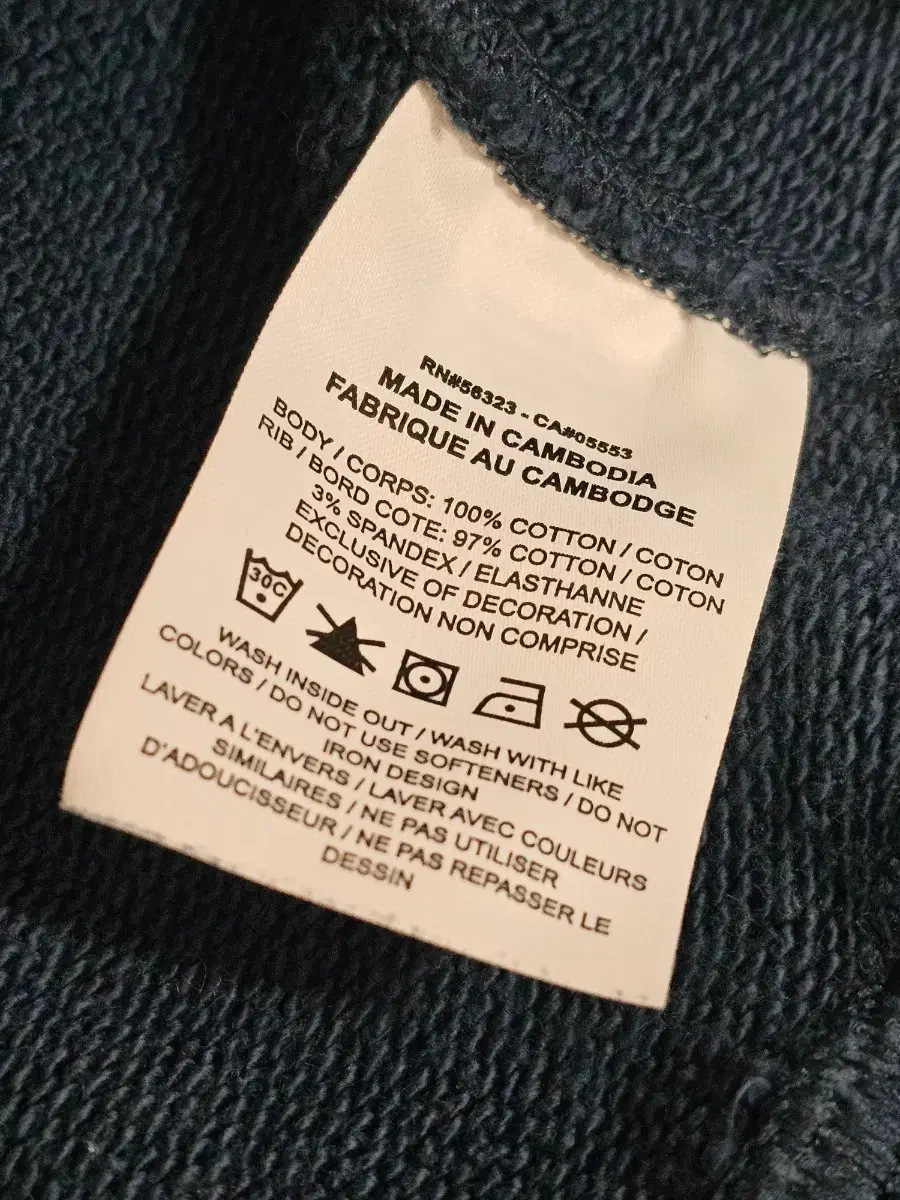 RN#56323 - CA#05553
MADE IN CAMBODIA
FABRIQUE AU CAMBODGE
BODY / CORPS: 100% COTTON / COTON
RIB / BORD COTE: 97% COTTON / COTON
3% SPANDEX / ELASTHANNE
EXCLUSIVE OF DECORATION /
DECORATION NON COMPRISE
30C
WASH INSIDE OUT / WASH WITH LIKE
COLORS / DO NOT USE SOFTENERS / DO NOT
IRON DESIGN
LAVER A L'ENVERS / LAVER AVEC COULEURS
SIMILAIRES / NE PAS UTILISER
D'ADOUCISSEUR / NE PAS REPASSER LE
DESSIN